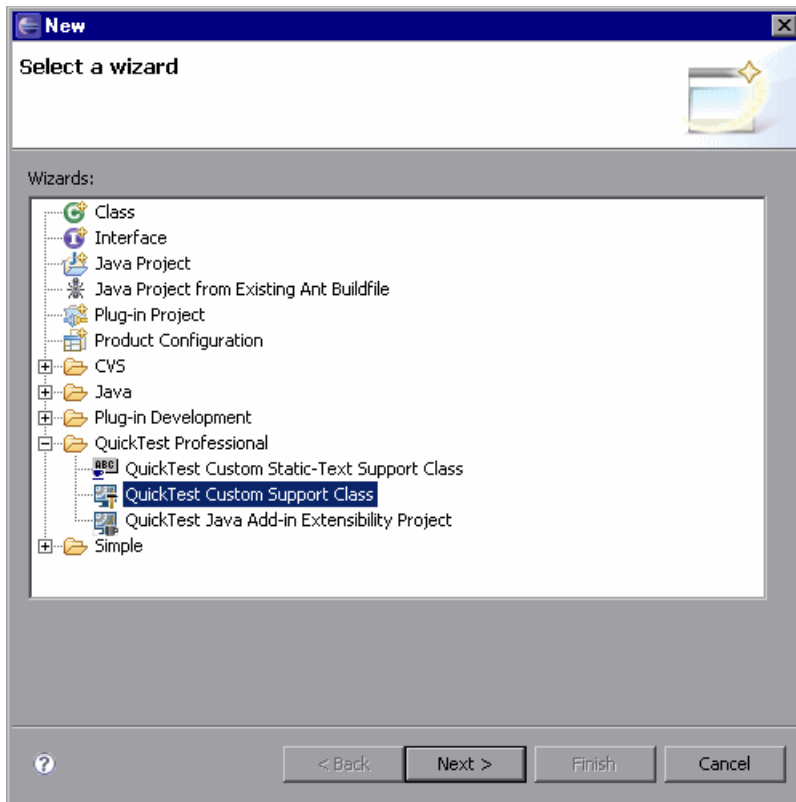 New
Select a wizard
Wizards:
Class
Interface
Java Project
Java Project from Existing Ant Buildfile
Plug-in Project
Product Configuration
CVS
Java
Plug-in Development
QuickTest Professional
ABC
QuickTest Custom Static-Text Support Class
QuickTest Custom Support Class
QuickTest Java Add-in Extensibility Project
Simple
? < Back Next > Finish Cancel